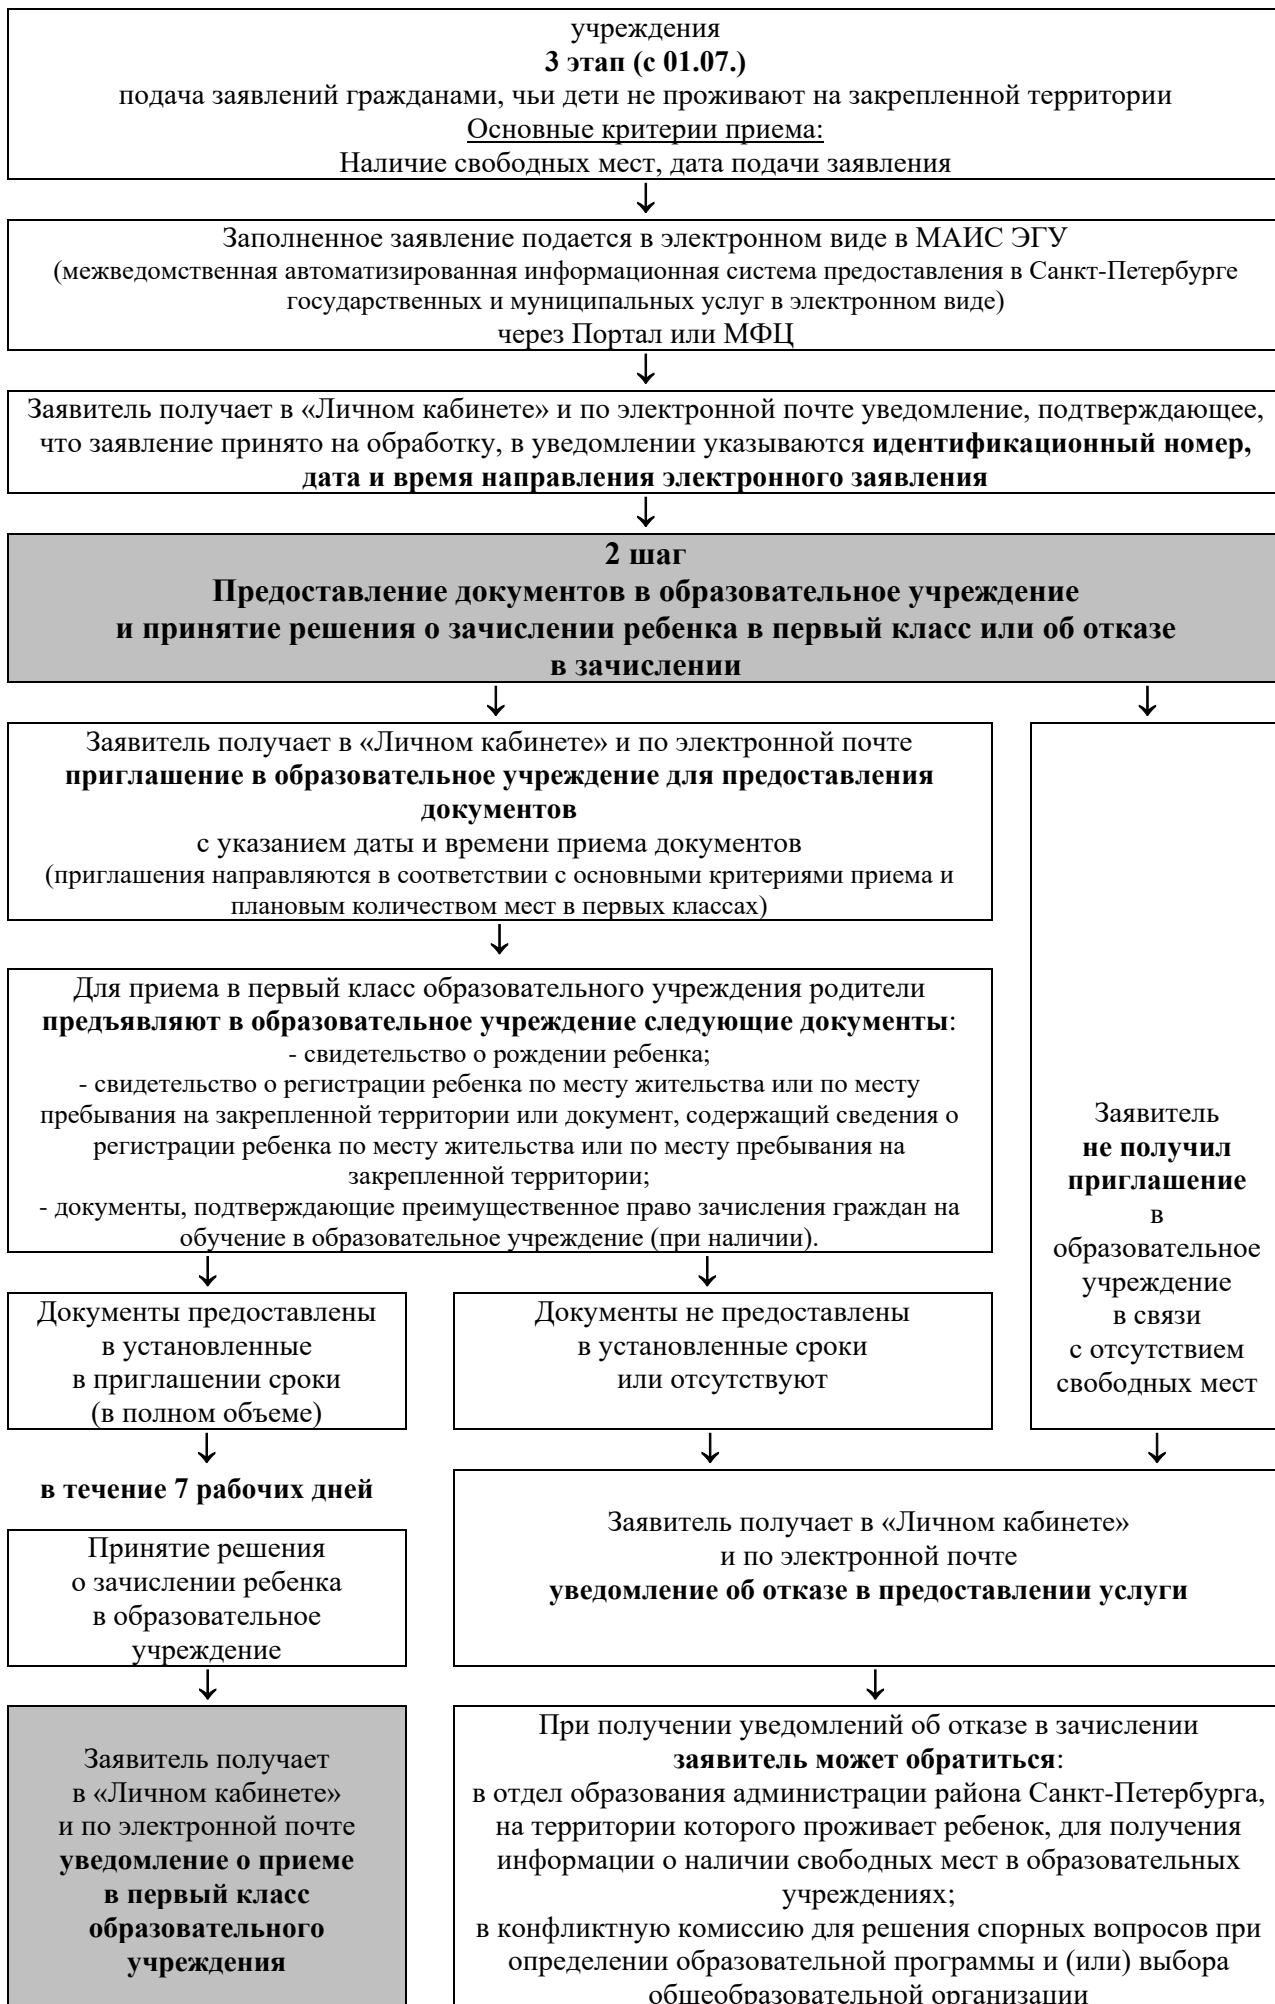 учреждения
3 этап (с 01.07.)
подача заявлений гражданами, чьи дети не проживают на закрепленной территории
Основные критерии приема:
Наличие свободных мест, дата подачи заявления
Заполненное заявление подается в электронном виде в МАИС ЭГУ
(межведомственная автоматизированная информационная система предоставления в Санкт-Петербурге
государственных и муниципальных услуг в электронном виде)
через Портал или МФЦ
Заявитель получает в «Личном кабинете» и по электронной почте уведомление, подтверждающее,
что заявление принято на обработку, в уведомлении указываются идентификационный номер,
дата и время направления электронного заявления
2 шаг
Предоставление документов в образовательное учреждение
и принятие решения о зачислении ребенка в первый класс или об отказе
в зачислении
Заявитель получает в «Личном кабинете» и по электронной почте
приглашение в образовательное учреждение для предоставления
документов
с указанием даты и времени приема документов
(приглашения направляются в соответствии с основными критериями приема и
плановым количеством мест в первых классах)
Для приема в первый класс образовательного учреждения родители
предъявляют в образовательное учреждение следующие документы:
- свидетельство о рождении ребенка;
- свидетельство о регистрации ребенка по месту жительства или по месту
пребывания на закрепленной территории или документ, содержащий сведения о
регистрации ребенка по месту жительства или по месту пребывания на
закрепленной территории;
- документы, подтверждающие преимущественное право зачисления граждан на
обучение в образовательное учреждение (при наличии).
Заявитель
не получил
приглашение
в
образовательное
учреждение
в связи
с отсутствием
свободных мест
Документы предоставлены
в установленные
в приглашении сроки
(в полном объеме)
Документы не предоставлены
в установленные сроки
или отсутствуют
в течение 7 рабочих дней
Принятие решения
о зачислении ребенка
в образовательное
учреждение
Заявитель получает в «Личном кабинете»
и по электронной почте
уведомление об отказе в предоставлении услуги
Заявитель получает
в «Личном кабинете»
и по электронной почте
уведомление о приеме
в первый класс
образовательного
учреждения
При получении уведомлений об отказе в зачислении
заявитель может обратиться:
в отдел образования администрации района Санкт-Петербурга,
на территории которого проживает ребенок, для получения
информации о наличии свободных мест в образовательных
учреждениях;
в конфликтную комиссию для решения спорных вопросов при
определении образовательной программы и (или) выбора
общеобразовательной организации